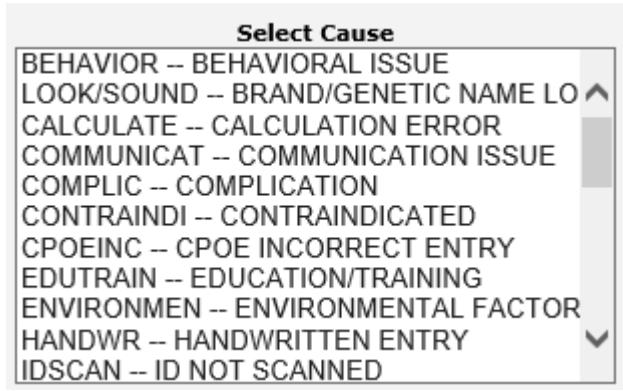 Select Cause
BEHAVIOR -- BEHAVIORAL ISSUE
LOOK/SOUND -- BRAND/GENETIC NAME LO
CALCULATE -- CALCULATION ERROR
COMMUNICAT -- COMMUNICATION ISSUE
COMPLIC -- COMPLICATION
CONTRAINDI -- CONTRAINDICATED
CPOEINC -- CPOE INCORRECT ENTRY
EDUTRAIN -- EDUCATION/TRAINING
ENVIRONMEN -- ENVIRONMENTAL FACTOR
HANDWR -- HANDWRITTEN ENTRY
IDSCAN -- ID NOT SCANNED